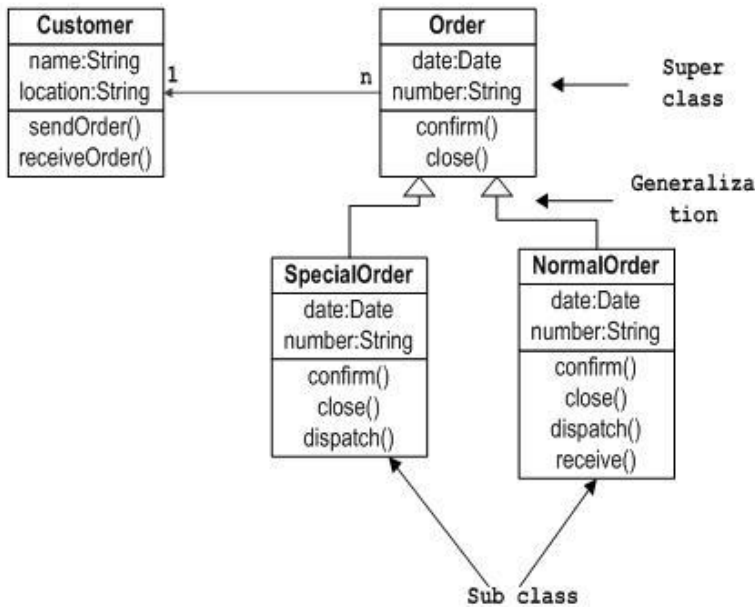 Customer
name:String
location:String
sendOrder()
receiveOrder()
1
n
Order
date:Date
number:String
confirm()
close()
Super
class
Generaliza
tion
SpecialOrder
date:Date
number:String
confirm()
close()
dispatch()
NormalOrder
date:Date
number:String
confirm()
close()
dispatch()
receive()
Sub class